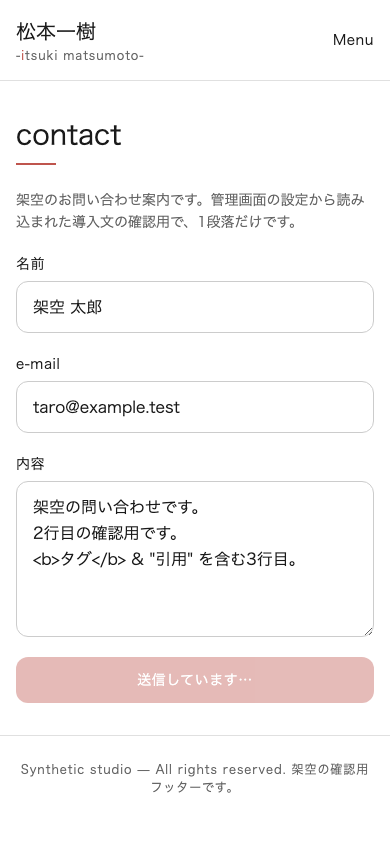 松本一樹
-itsuki matsumoto-
Menu
contact
架空のお問い合わせ案内です。管理画面の設定から読み
込まれた導入文の確認用で、1段落だけです。
名前
架空 太郎
e-mail
taro@example.test
内容
架空の問い合わせです。
2行目の確認用です。
<b>タグ</b> & "引用" を含む3行目。
送信しています…
Synthetic studio — All rights reserved. 架空の確認用
フッターです。